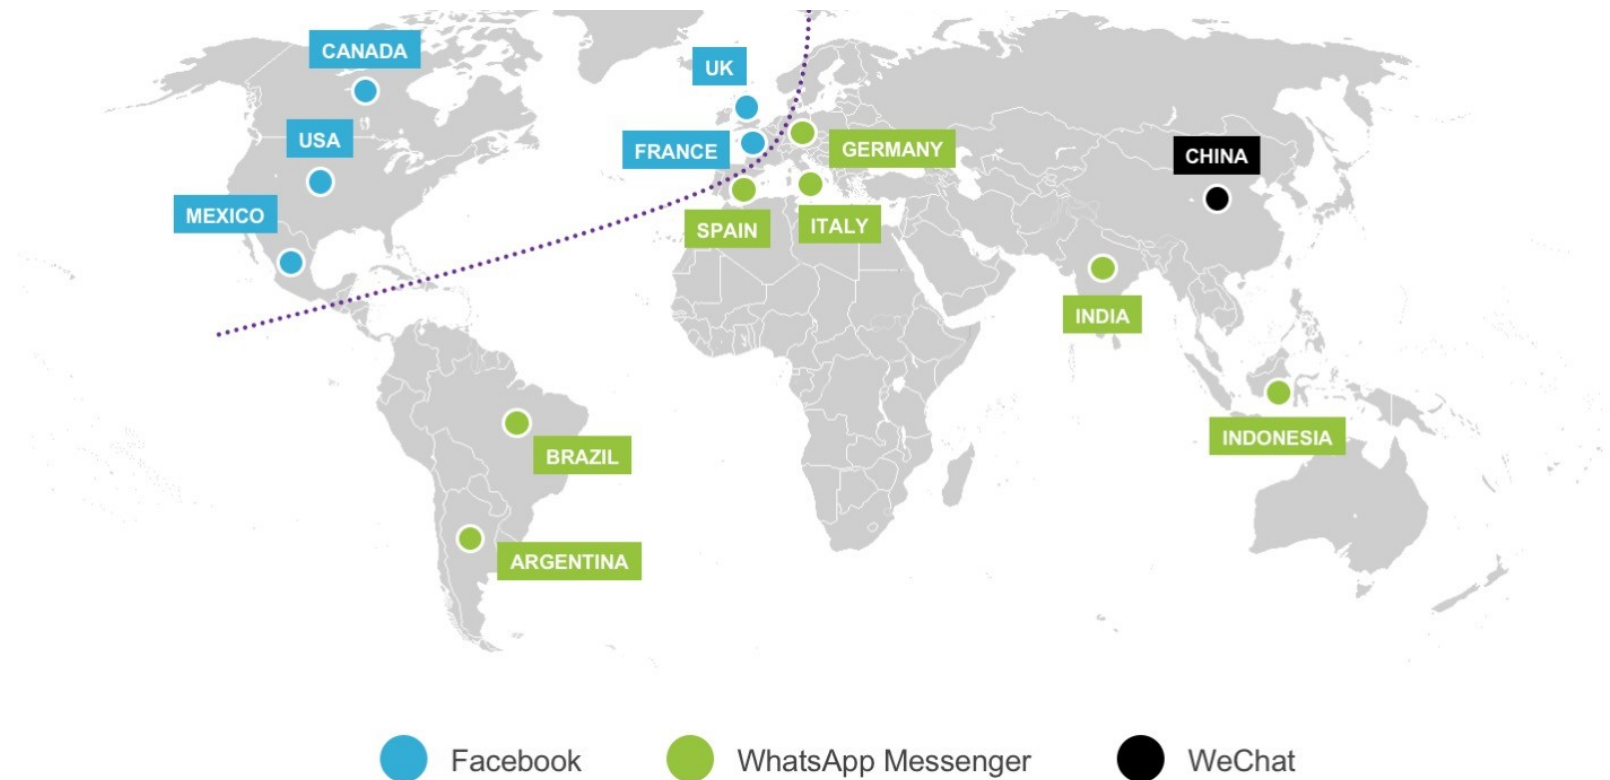 CANADA
UK
USA
FRANCE
GERMANY
CHINA
MEXICO
SPAIN
ITALY
INDIA
INDONESIA
BRAZIL
ARGENTINA
Facebook
WhatsApp Messenger
WeChat